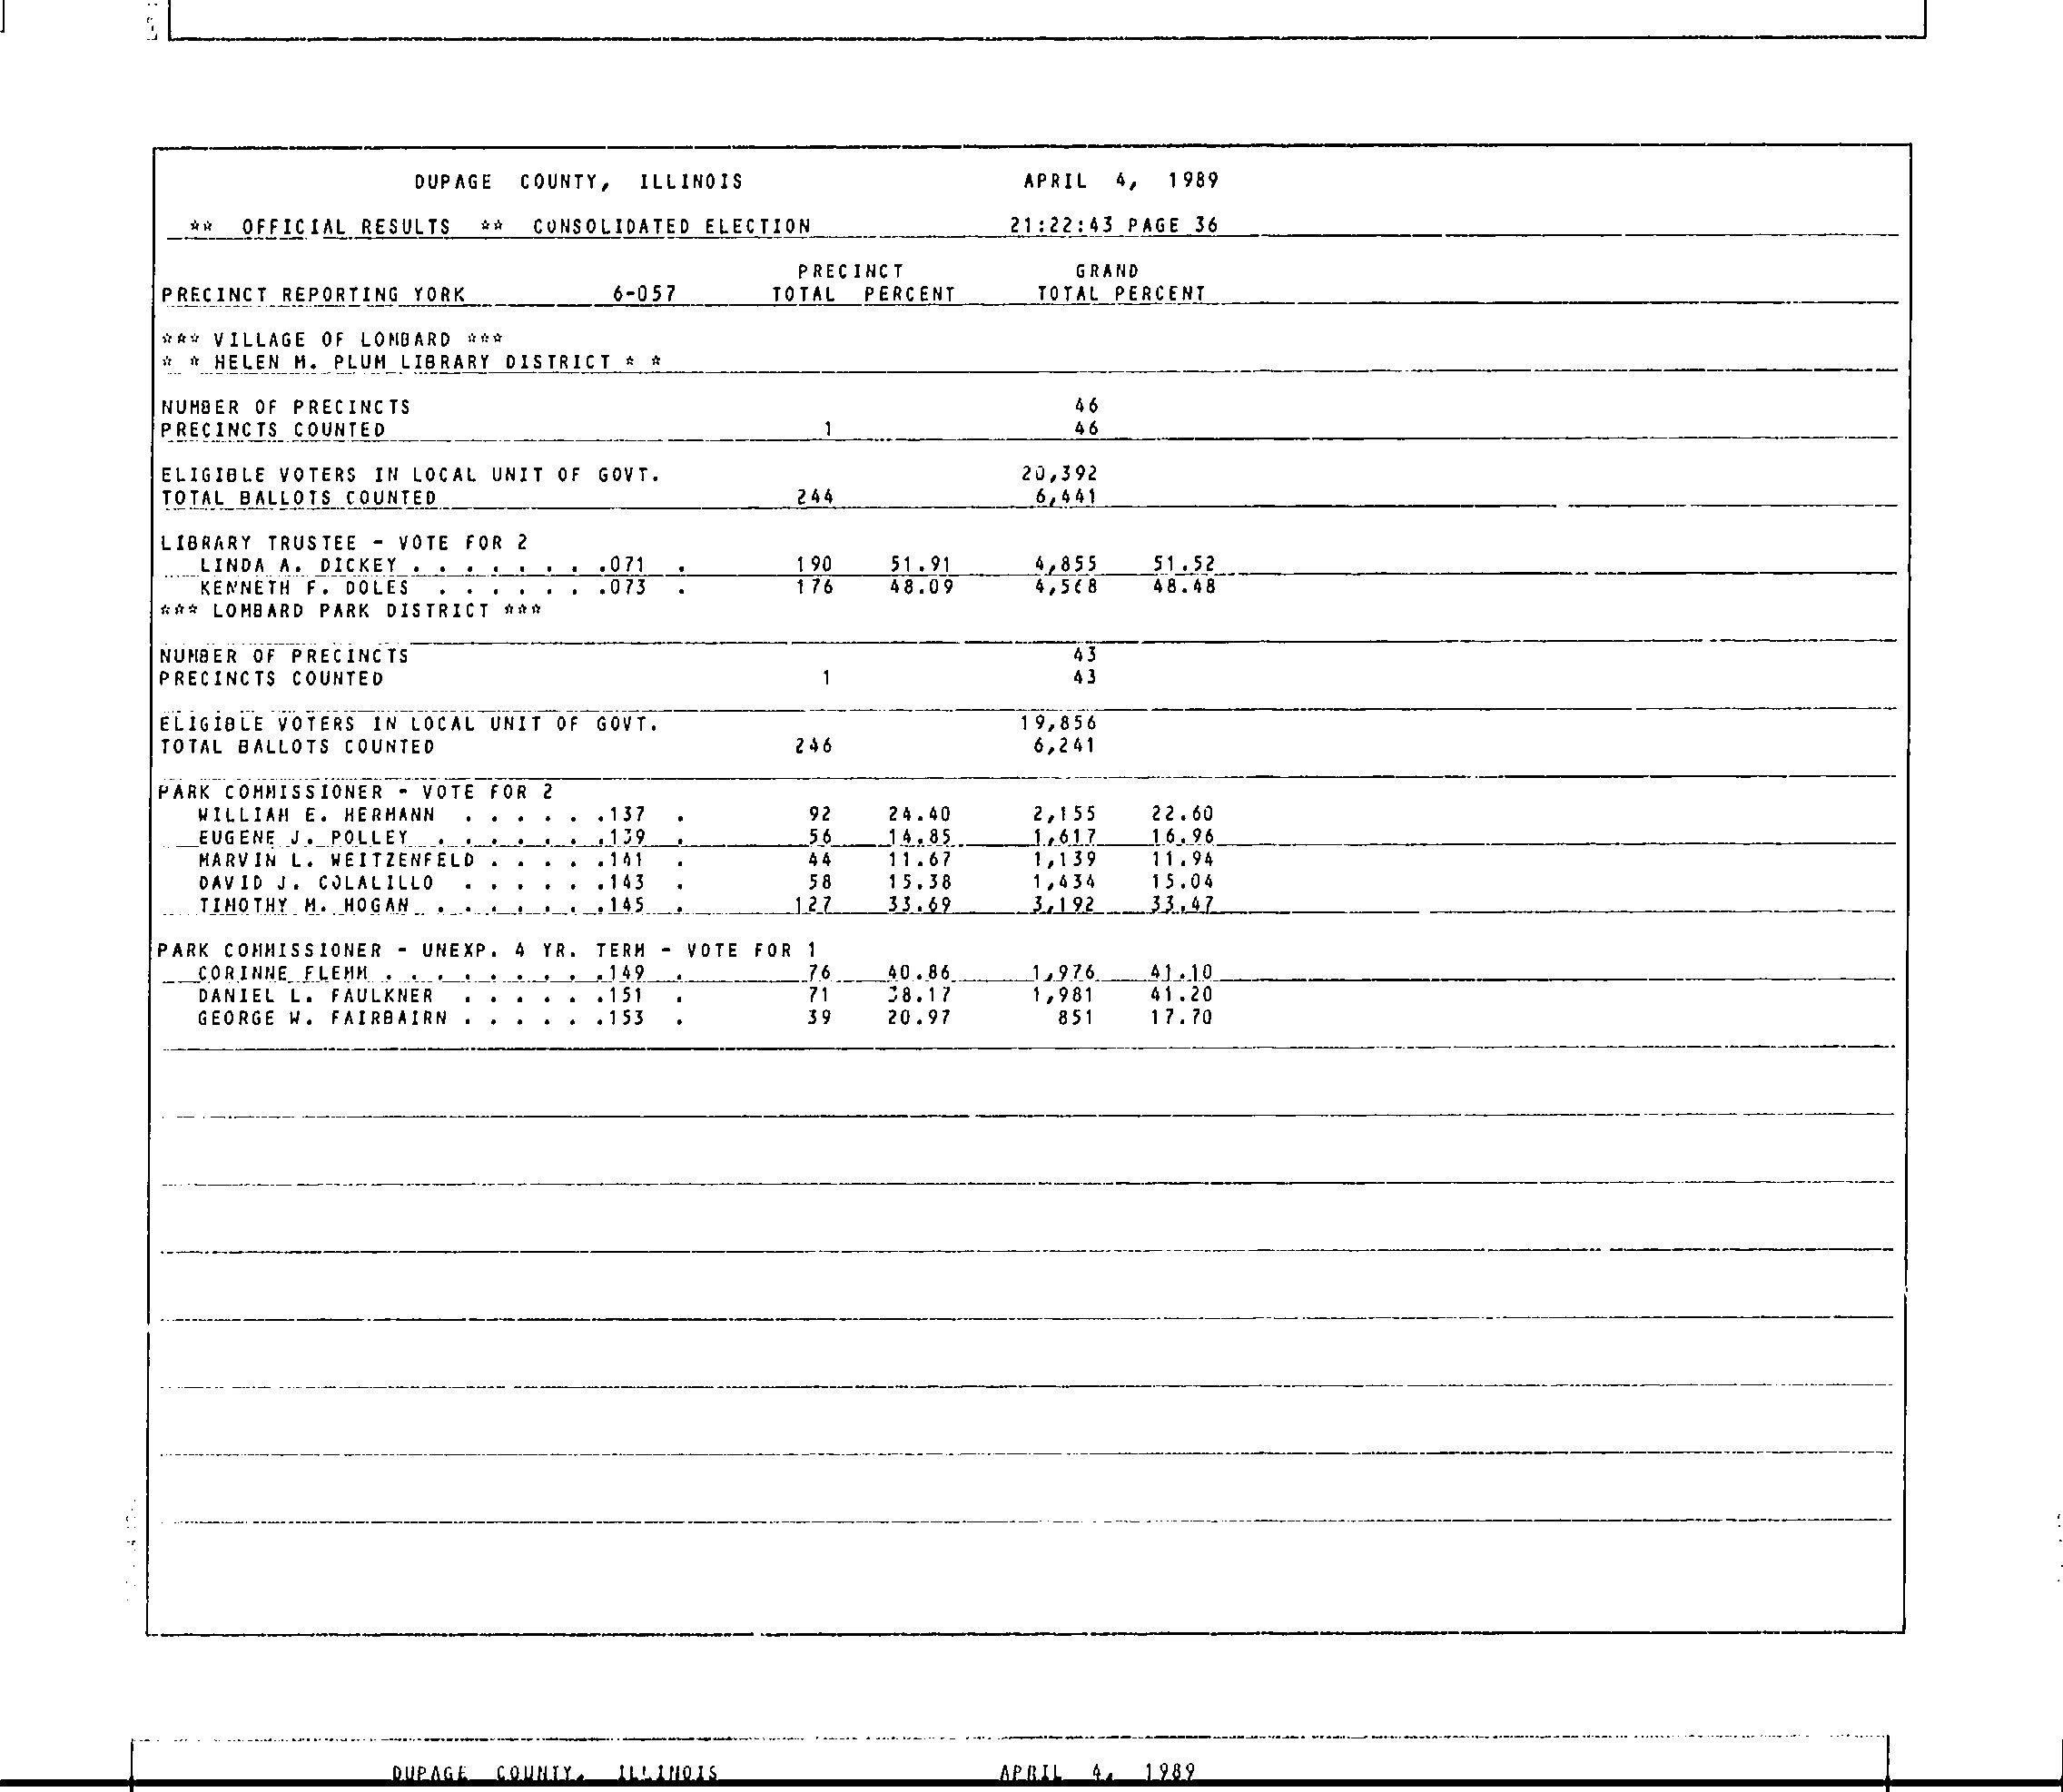 DUPAGE COUNTY, ILLINOIS APRIL 4, 1989
** OFFICIAL RESULTS ** CONSOLIDATED ELECTION 21:22:43 PAGE 36
PRECINCT GRAND
PRECINCT REPORTING YORK 6-057 TOTAL PERCENT TOTAL PERCENT
*** VILLAGE OF LOMBARD ***
* * HELEN M. PLUM LIBRARY DISTRICT * *
NUMBER OF PRECINCTS 46
PRECINCTS COUNTED 1 46
ELIGIBLE VOTERS IN LOCAL UNIT OF GOVT. 20,392
TOTAL BALLOTS COUNTED 244 6,441
LIBRARY TRUSTEE - VOTE FOR 2
LINDA A. DICKEY . . . . . . . .071 . 190 51.91 4,855 51.52
KENNETH F. DOLES . . . . . . .073 . 176 48.09 4,568 48.48
*** LOMBARD PARK DISTRICT ***
NUMBER OF PRECINCTS 43
PRECINCTS COUNTED 1 43
ELIGIBLE VOTERS IN LOCAL UNIT OF GOVT. 19,856
TOTAL BALLOTS COUNTED 246 6,241
PARK COMMISSIONER - VOTE FOR 2
WILLIAM E. HERMANN . . . . . .137 . 92 24.40 2,155 22.60
EUGENE J. POLLEY . . . . . . .139 . 56 14.85 1,617 16.96
MARVIN L. WEITZENFELD . . . . .141 . 44 11.67 1,139 11.94
DAVID J. COLALILLO . . . . . .143 . 58 15.38 1,434 15.04
TIMOTHY M. HOGAN . . . . . . .145 . 127 33.69 3,192 33.47
PARK COMMISSIONER - UNEXP. 4 YR. TERM - VOTE FOR 1
CORINNE FLEMM . . . . . . . . .149 . 76 40.86 1,976 41.10
DANIEL L. FAULKNER . . . . . .151 . 71 38.17 1,981 41.20
GEORGE W. FAIRBAIRN . . . . . .153 . 39 20.97 851 17.70
DUPAGE COUNTY, ILLINOIS APRIL 4, 1989